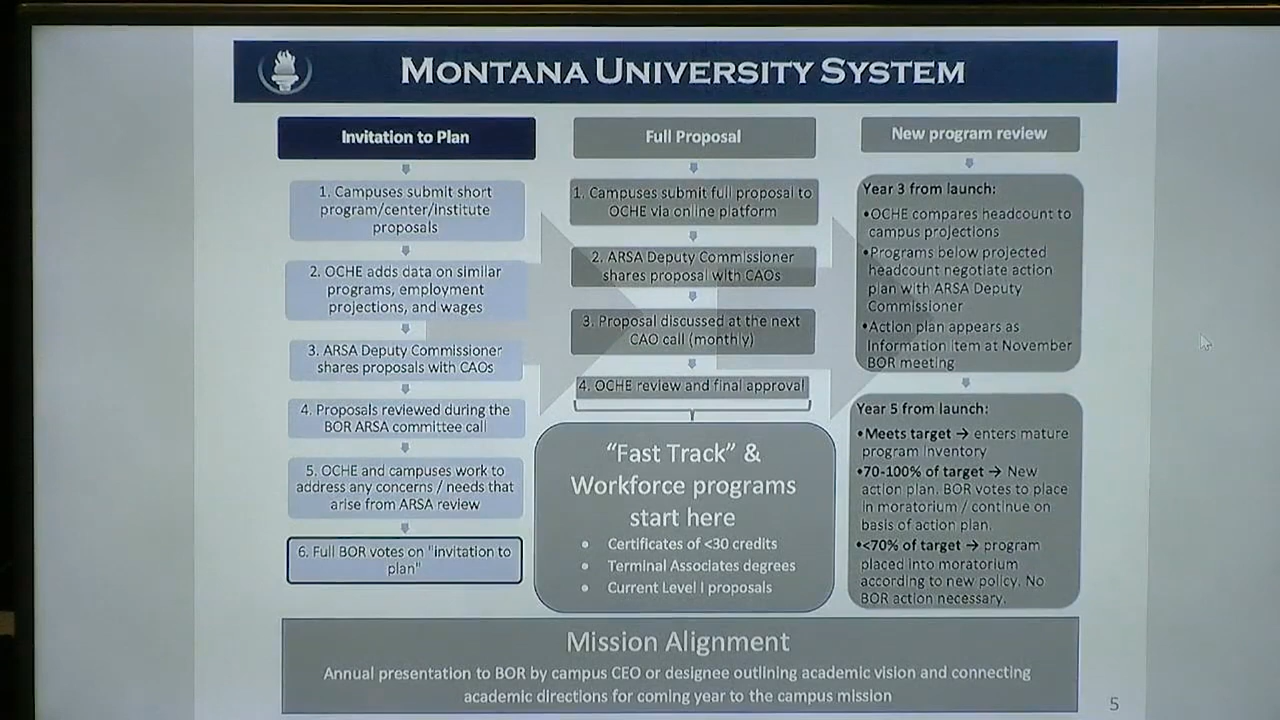 MONTANA UNIVERSITY SYSTEM
Invitation to Plan
1. Campuses submit short
program/center/institute
proposals
2. OCHE adds data on similar
programs, employment
projections, and wages
3. ARSA Deputy Commissioner
shares proposals with CAOs
4. Proposals reviewed during the
BOR ARSA committee call
5. OCHE and campuses work to
address any concerns / needs that
arise from ARSA review
6. Full BOR votes on "invitation to
plan"
Full Proposal
1. Campuses submit full proposal to
OCHE via online platform
2. ARSA Deputy Commissioner
shares proposal with CAOs
3. Proposal discussed at the next
CAO call (monthly)
4. OCHE review and final approval
“Fast Track” &
Workforce programs
start here
• Certificates of <30 credits
• Terminal Associates degrees
• Current Level I proposals
New program review
Year 3 from launch:
•OCHE compares headcount to
campus projections
•Programs below projected
headcount negotiate action
plan with ARSA Deputy
Commissioner
•Action plan appears as
Information Item at November
BOR meeting
Year 5 from launch:
•Meets target → enters mature
program inventory
•70-100% of target → New
action plan. BOR votes to place
in moratorium / continue on
basis of action plan.
•<70% of target → program
placed into moratorium
according to new policy. No
BOR action necessary.
Mission Alignment
Annual presentation to BOR by campus CEO or designee outlining academic vision and connecting
academic directions for coming year to the campus mission
5